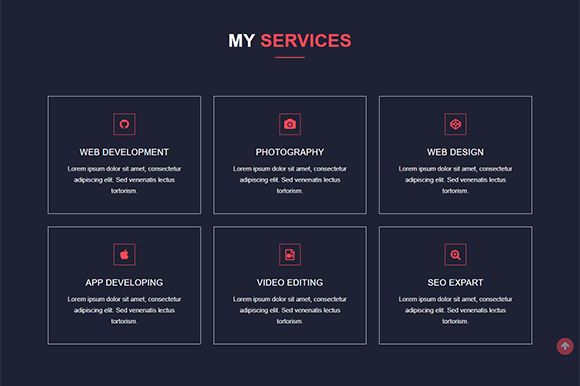 MY SERVICES
WEB DEVELOPMENT
Lorem ipsum dolor sit amet, consectetur
adipiscing elit. Sed venenatis lectus
tortorism.
PHOTOGRAPHY
Lorem ipsum dolor sit amet, consectetur
adipiscing elit. Sed venenatis lectus
tortorism.
WEB DESIGN
Lorem ipsum dolor sit amet, consectetur
adipiscing elit. Sed venenatis lectus
tortorism.
APP DEVELOPING
Lorem ipsum dolor sit amet, consectetur
adipiscing elit. Sed venenatis lectus
tortorism.
VIDEO EDITING
Lorem ipsum dolor sit amet, consectetur
adipiscing elit. Sed venenatis lectus
tortorism.
SEO EXPART
Lorem ipsum dolor sit amet, consectetur
adipiscing elit. Sed venenatis lectus
tortorism.